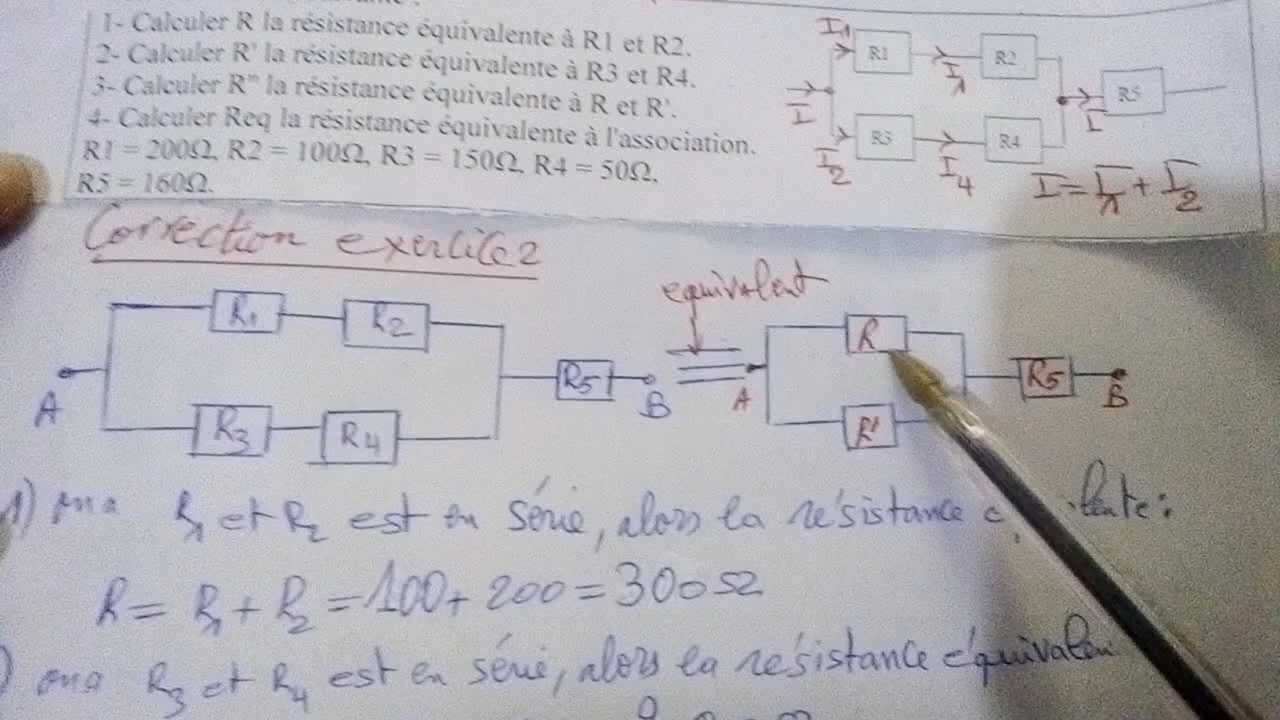 1- Calculer R la résistance équivalente à R1 et R2.
2- Calculer R' la résistance équivalente à R3 et R4.
3- Calculer R'" la résistance équivalente à R et R'.
4- Calculer Req la résistance équivalente à l'association.
R1 = 200Ω, R2 = 100Ω, R3 = 150Ω, R4 = 50Ω,
R5 = 160Ω.
I1 R1 I1 R2 I R5
I
I2 R3 I4 R4
I = I1 + I2
Correction exercice 2
equivalent
A R1 R2 R3 R4 R5 B
A R R' R5 B
1) on a R1 et R2 est en série, alors la résistance
R = R1 + R2 = 100 + 200 = 300Ω
) on a R3 et R4 est en série, alors la résistance équivalen